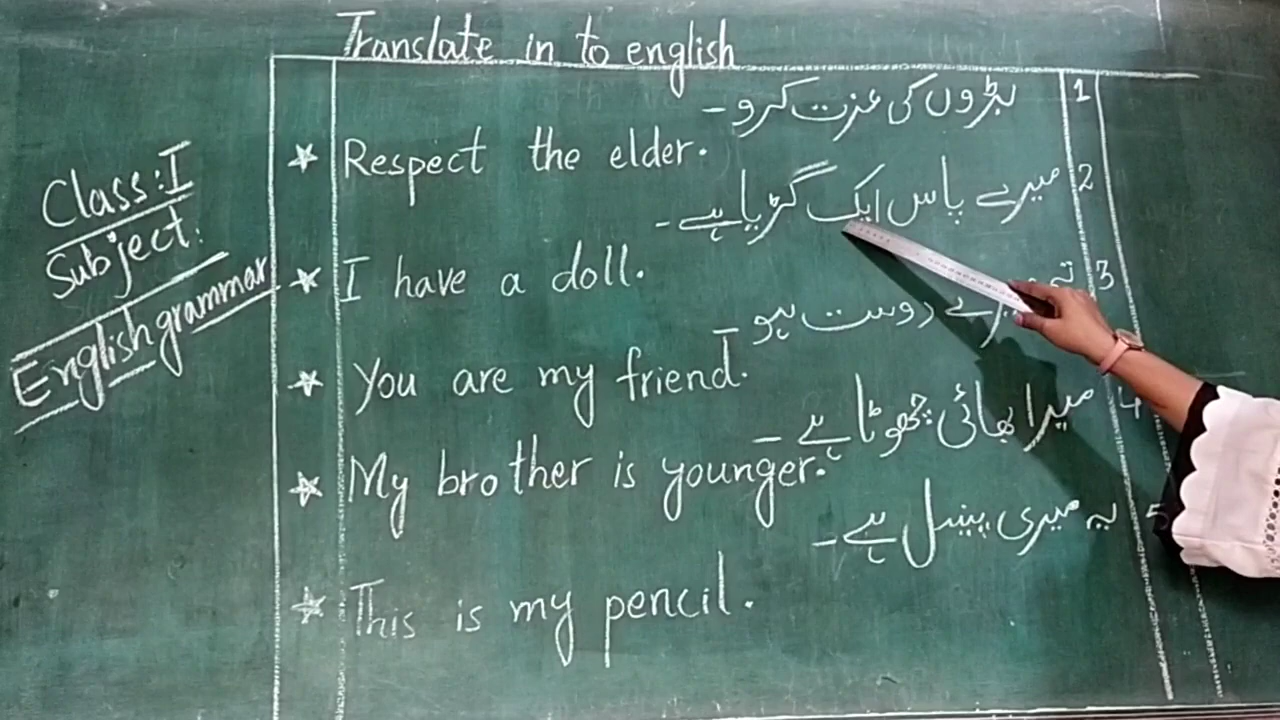 Translate in to english
Class: I
Subject:
English grammar
1 بڑوں کی عزت کرو۔
★ Respect the elder.
2 میرے پاس ایک گڑیا ہے۔
★ I have a doll.
3 دوست ہو۔
★ You are my friend.
4 میرا بھائی چھوٹا ہے۔
★ My brother is younger.
5 یہ میری پینسل ہے۔
★ This is my pencil.